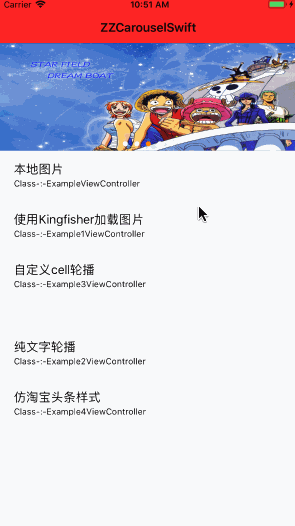 Carrier 10:51 AM
ZZCarouselSwift
STAR FIELD
DREAM BOAT
本地图片
Class-:-ExampleViewController
使用Kingfisher加载图片
Class-:-Example1ViewController
自定义cell轮播
Class-:-Example3ViewController
纯文字轮播
Class-:-Example2ViewController
仿淘宝头条样式
Class-:-Example4ViewController